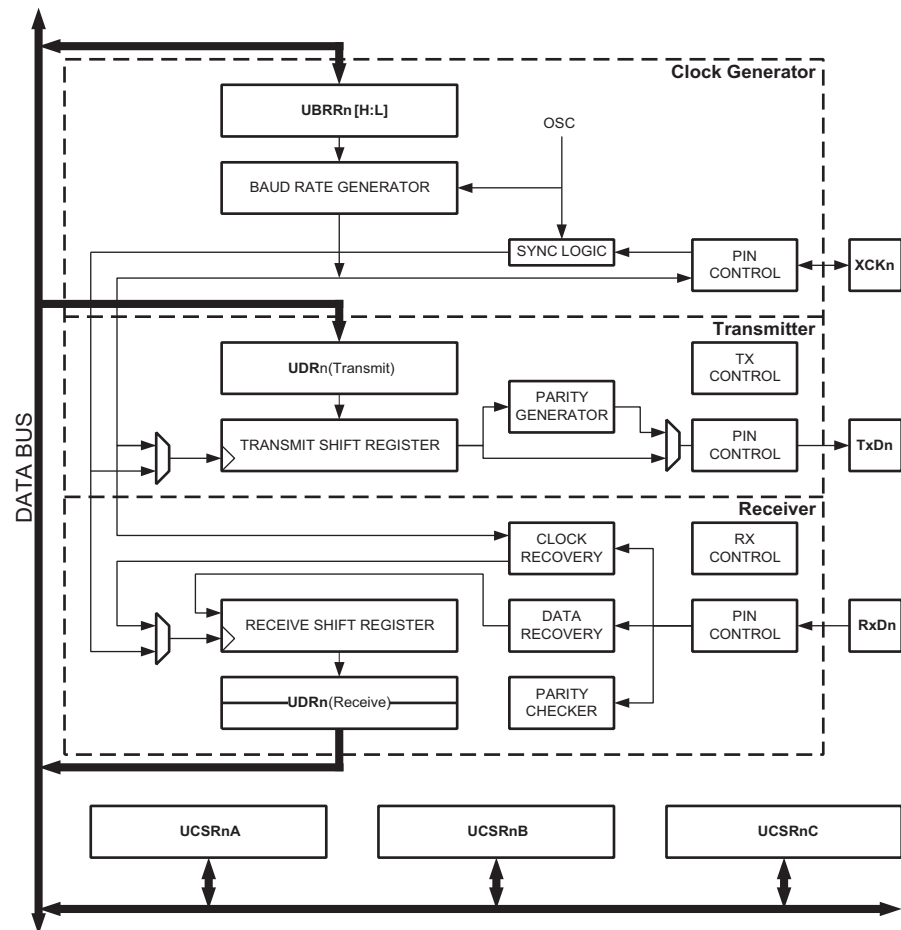 Clock Generator
UBRRn [H:L]
OSC
BAUD RATE GENERATOR
SYNC LOGIC
PIN
CONTROL
XCKn
Transmitter
UDRn(Transmit)
TX
CONTROL
PARITY
GENERATOR
TRANSMIT SHIFT REGISTER
PIN
CONTROL
TxDn
DATA BUS
Receiver
CLOCK
RECOVERY
RX
CONTROL
RECEIVE SHIFT REGISTER
DATA
RECOVERY
PIN
CONTROL
RxDn
UDRn(Receive)
PARITY
CHECKER
UCSRnA
UCSRnB
UCSRnC